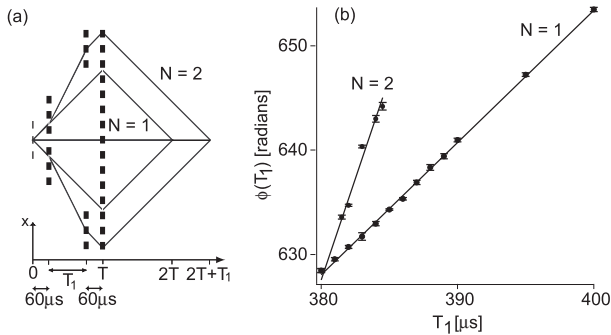 (a)
N = 2
N = 1
x
0
T₁
T
2T
2T+T₁
60μs
60μs
(b)
N = 1
N = 2
650
640
630
ϕ(T₁) [radians]
380
390
400
T₁[μs]